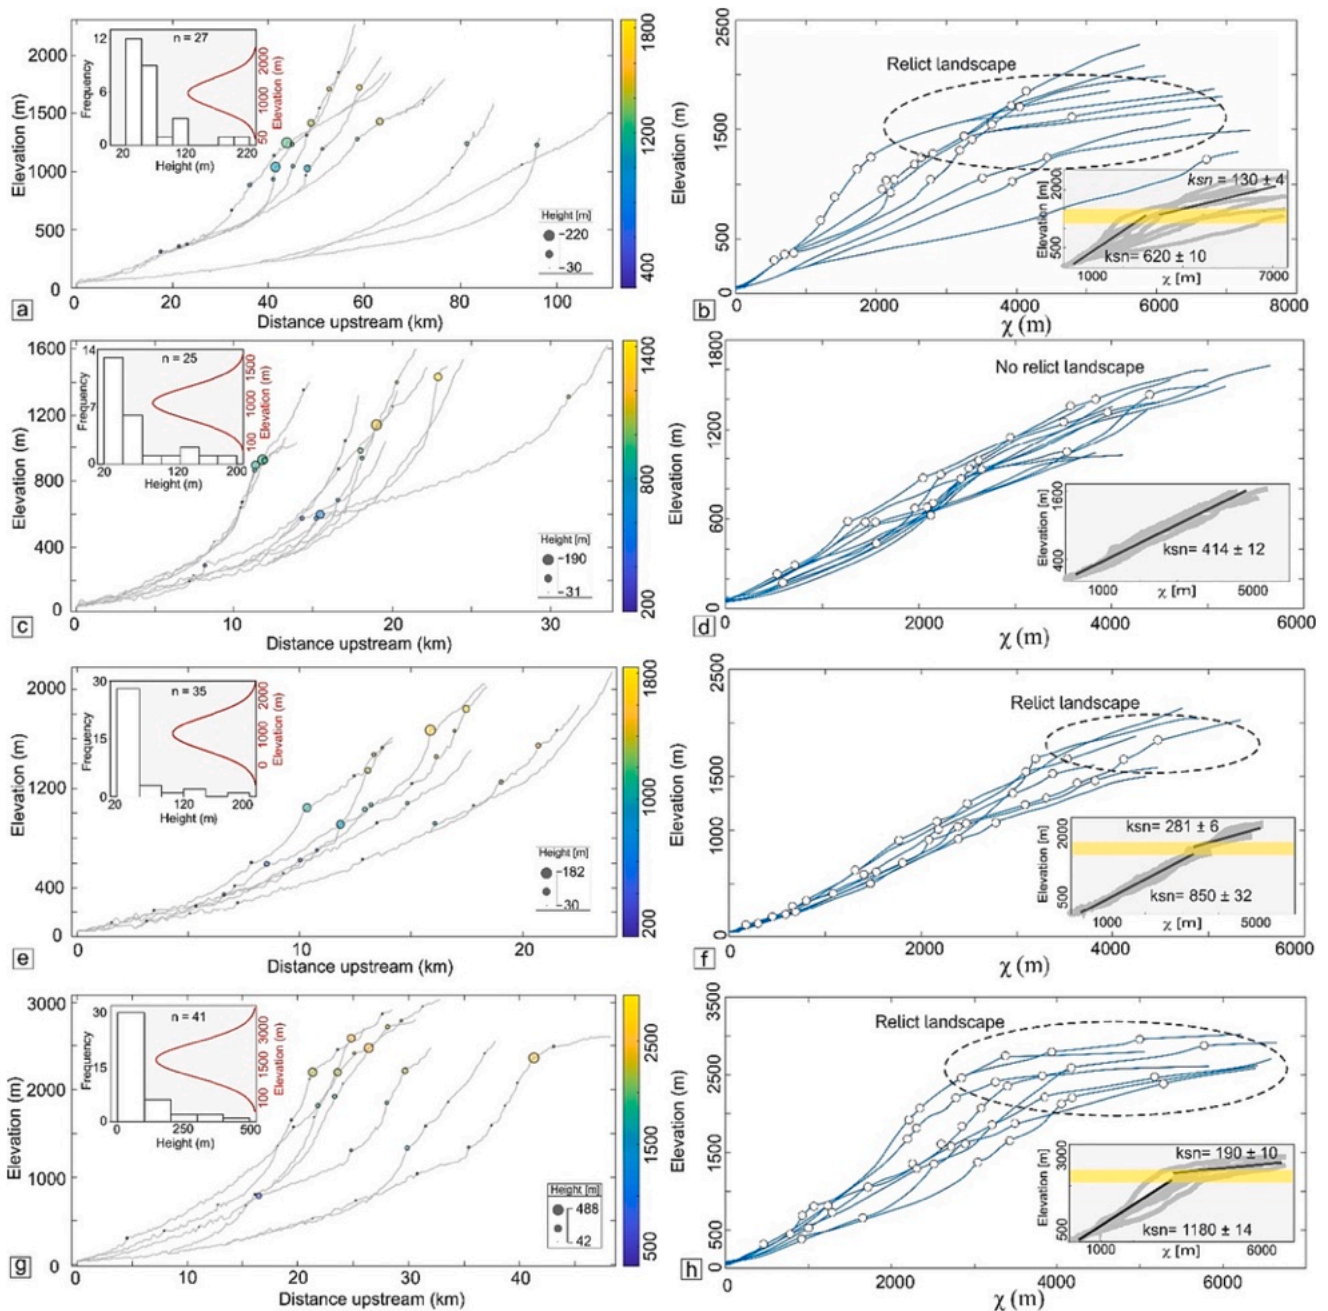 2000
1500
1000
500
0
Elevation (m)
12
6
0
Frequency
n = 27
20
120
220
Height (m)
2000
1000
50
Elevation (m)
Height [m]
~220
~30
0
20
40
60
80
100
Distance upstream (km)
a
1800
1200
400
Elevation (m)
2500
1500
500
0
Relict landscape
ksn = 130 ± 4
ksn = 620 ± 10
2000
500
Elevation [m]
1000
7000
χ [m]
0
2000
4000
6000
7000
8000
χ (m)
b
1600
1200
800
400
0
Elevation (m)
14
7
0
Frequency
n = 25
20
120
200
Height (m)
1500
1000
100
Elevation (m)
Height [m]
~190
~31
0
10
20
30
Distance upstream (km)
c
1400
800
200
Elevation (m)
1800
1200
600
0
No relict landscape
ksn= 414 ± 12
1600
400
Elevation [m]
1000
5000
χ [m]
0
2000
4000
6000
χ (m)
d
2000
1600
1200
800
400
0
Elevation (m)
30
15
0
Frequency
n = 35
20
120
200
Height (m)
2000
1000
0
Elevation (m)
Height [m]
~182
~30
0
10
20
Distance upstream (km)
e
1800
1000
200
Elevation (m)
2500
1500
1000
0
Relict landscape
ksn= 281 ± 6
ksn= 850 ± 32
2000
500
Elevation [m]
1000
5000
χ [m]
0
2000
4000
6000
χ (m)
f
3000
2000
1000
0
Elevation (m)
30
15
0
Frequency
n = 41
0
200
500
Height (m)
3000
1500
100
Elevation (m)
Height [m]
488
42
0
10
20
30
40
Distance upstream (km)
g
2500
1500
500
Elevation (m)
3500
2500
1500
500
0
Relict landscape
ksn= 190 ± 10
ksn= 1180 ± 14
3000
500
Elevation [m]
1000
6000
χ [m]
0
2000
4000
6000
χ (m)
h